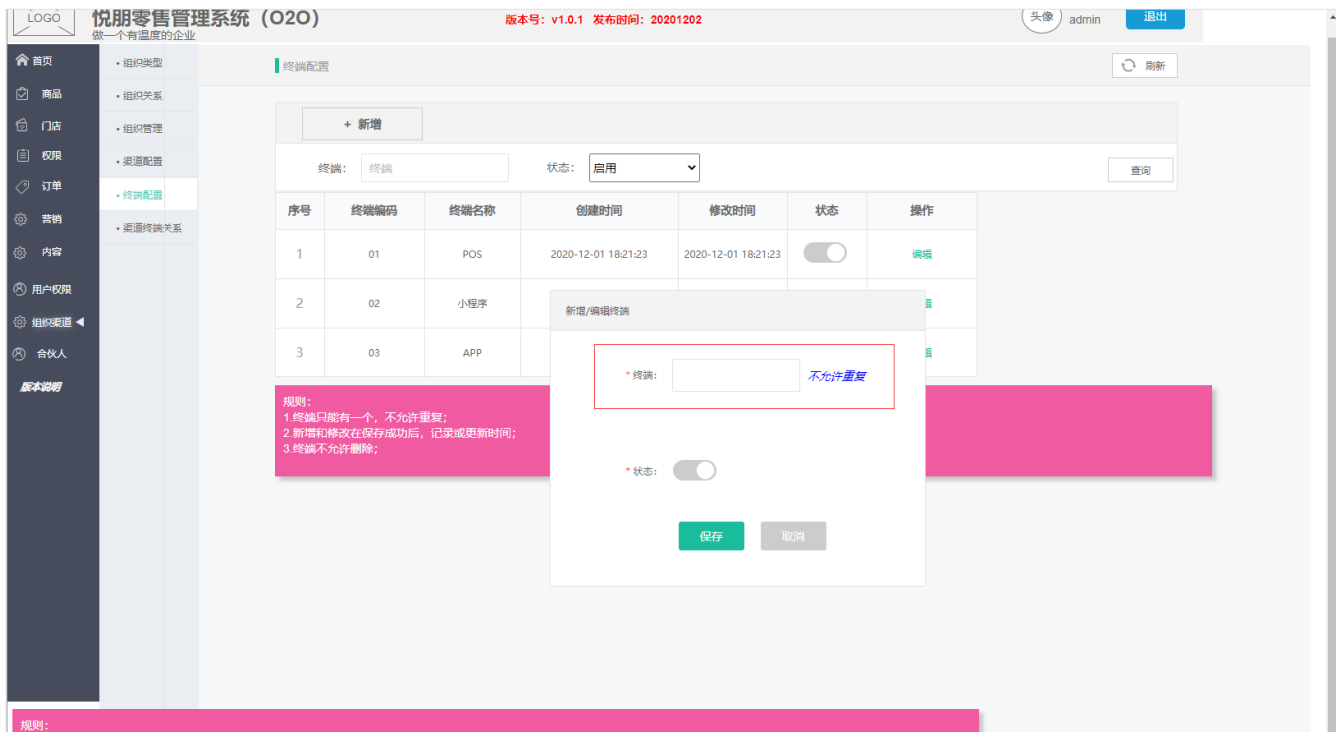 LOGO
悦朋零售管理系统（O2O）
做一个有温度的企业
版本号：v1.0.1 发布时间：20201202
头像
admin
退出
首页
商品
门店
权限
订单
营销
内容
用户权限
组织渠道
合伙人
版本说明
• 组织类型
• 组织关系
• 组织管理
• 渠道配置
• 终端配置
• 渠道终端关系
终端配置
刷新
+ 新增
终端： 终端 状态： 启用 查询
序号 终端编码 终端名称 创建时间 修改时间 状态 操作
1 01 POS 2020-12-01 18:21:23 2020-12-01 18:21:23 编辑
2 02 小程序 辑
3 03 APP 辑
新增/编辑终端
*终端： 不允许重复
*状态：
保存 取消
规则：
1.终端只能有一个，不允许重复；
2.新增和修改在保存成功后，记录或更新时间；
3.终端不允许删除；
规则：